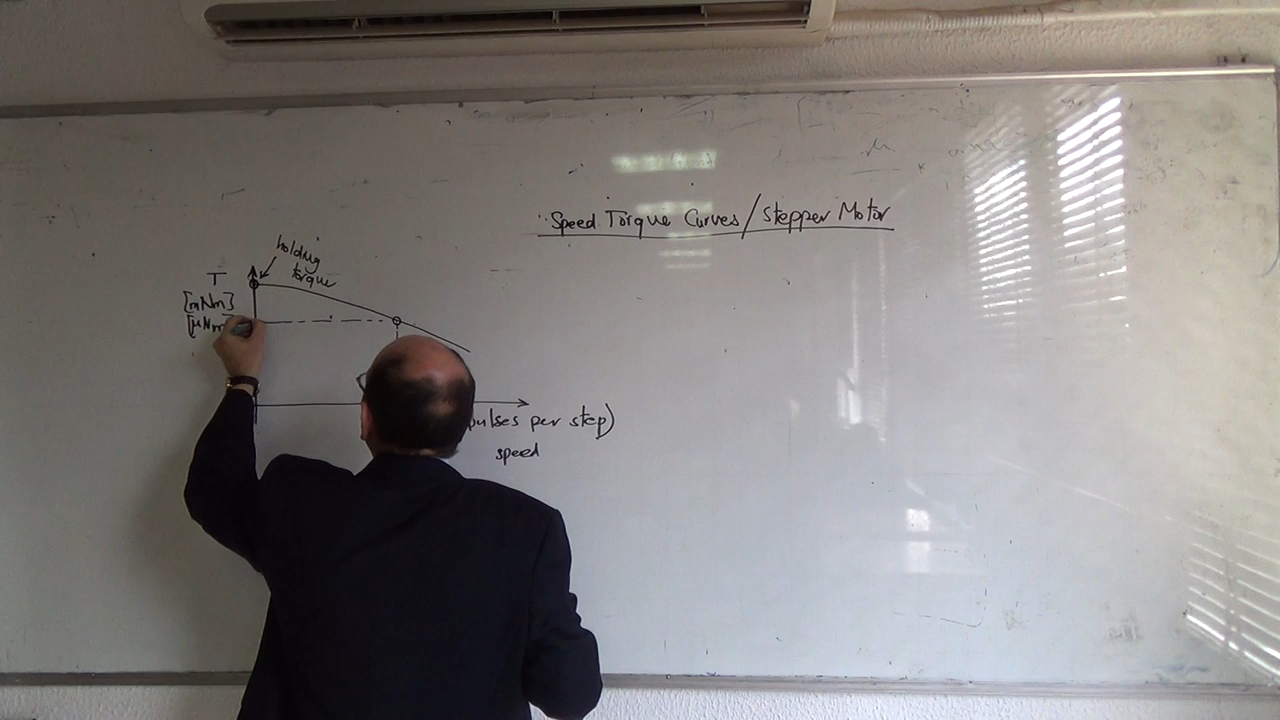 Speed Torque Curves / Stepper Motor
holding
torque
T
[mNm]
[μNm
pulses per step)
speed